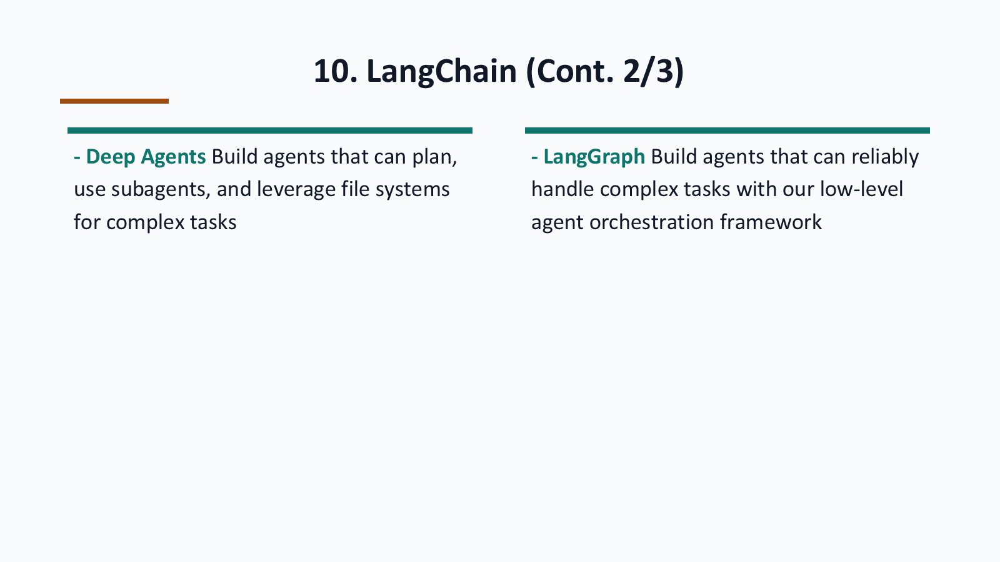 10. LangChain (Cont. 2/3)
- Deep Agents Build agents that can plan,
use subagents, and leverage file systems
for complex tasks
- LangGraph Build agents that can reliably
handle complex tasks with our low-level
agent orchestration framework